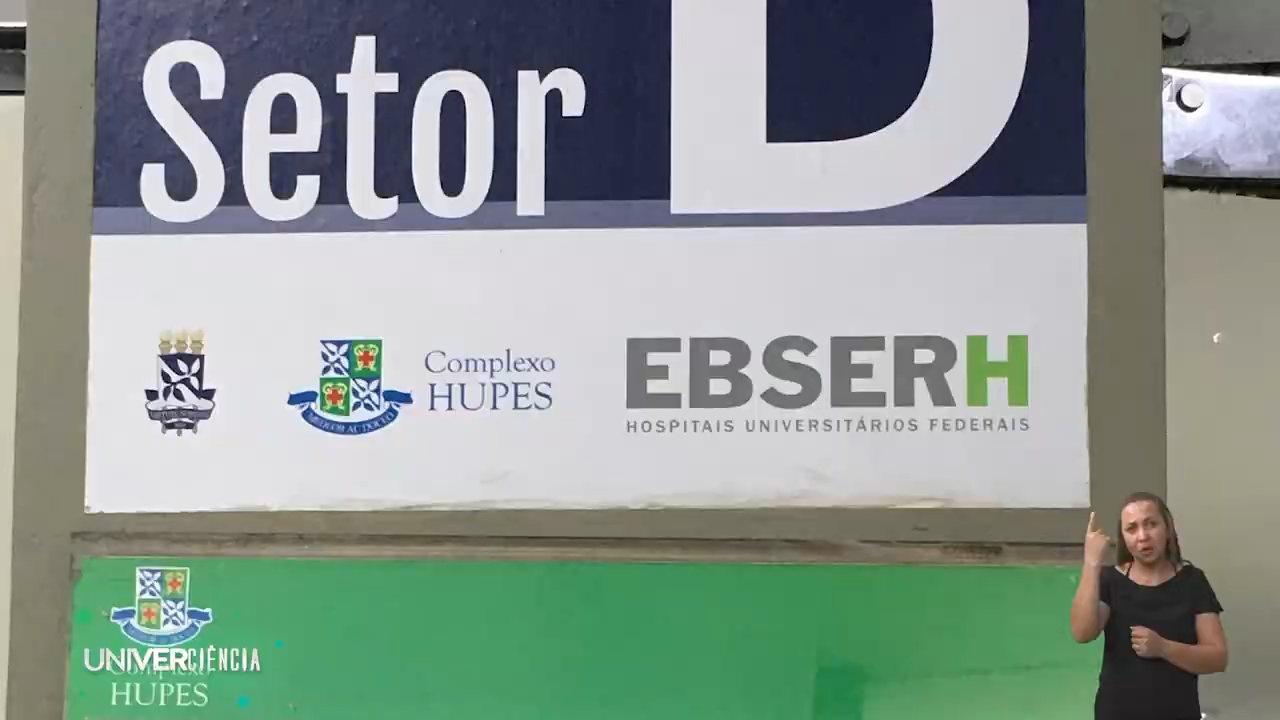 Setor
Complexo
HUPES
EBSERH
HOSPITAIS UNIVERSITÁRIOS FEDERAIS
UNIVERCIÊNCIA
HUPES